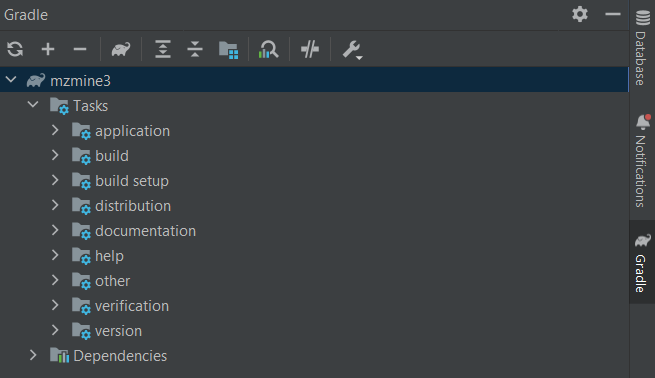 Gradle
mzmine3
Tasks
application
build
build setup
distribution
documentation
help
other
verification
version
Dependencies
Database
Notifications
Gradle